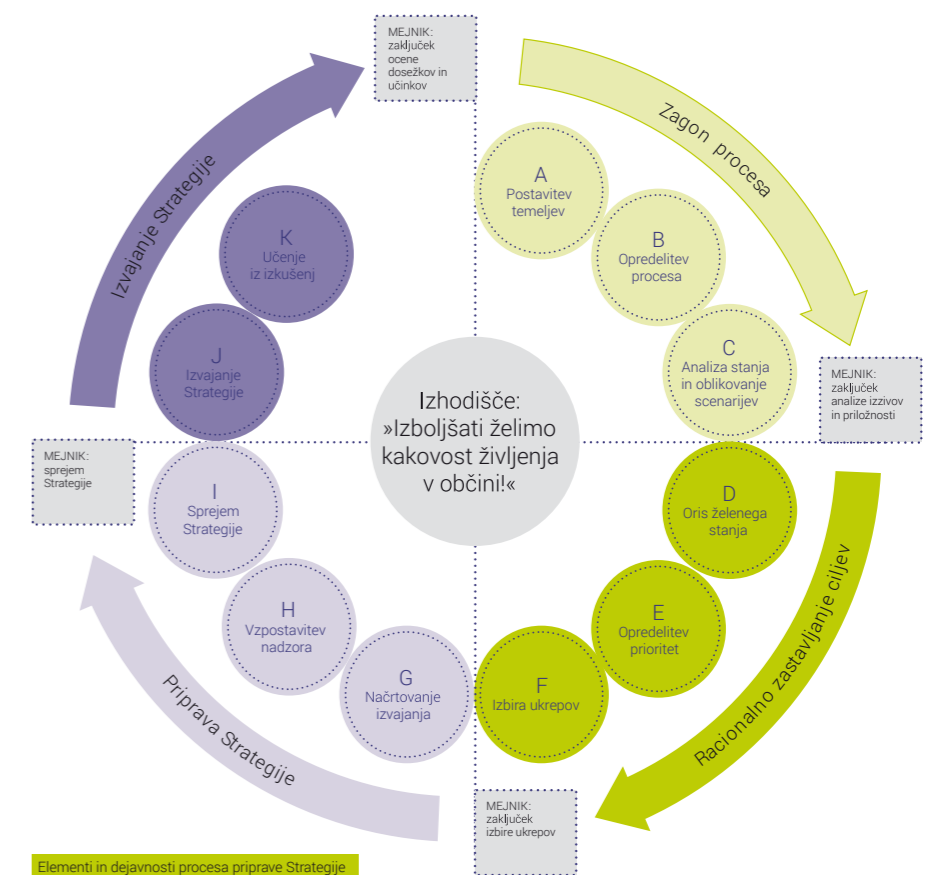 MEJNIK:
zaključek
ocene
dosežkov in
učinkov
Zagon procesa
A
Postavitev
temeljev
B
Opredelitev
procesa
C
Analiza stanja
in oblikovanje
scenarijev
MEJNIK:
zaključek
analize izzivov
in priložnosti
Racionalno zastavljanje ciljev
D
Oris želenega
stanja
E
Opredelitev
prioritet
F
Izbira ukrepov
MEJNIK:
zaključek
izbire ukrepov
Priprava Strategije
G
Načrtovanje
izvajanja
H
Vzpostavitev
nadzora
I
Sprejem
Strategije
MEJNIK:
sprejem
Strategije
Izvajanje Strategije
J
Izvajanje
Strategije
K
Učenje
iz izkušenj
Izhodišče:
»Izboljšati želimo
kakovost življenja
v občini!«
Elementi in dejavnosti procesa priprave Strategije